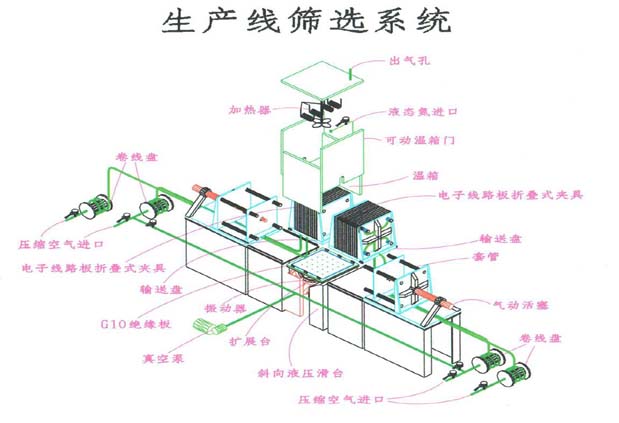 生产线筛选系统
出气孔
加热器
液态氮进口
可动温箱门
卷线盘
温箱
电子线路板折叠式夹具
压缩空气进口
输送盘
套管
电子线路板折叠式夹具
输送盘
振动器
气动活塞
G10绝缘板
扩展台
卷线盘
真空泵
斜向液压滑台
压缩空气进口